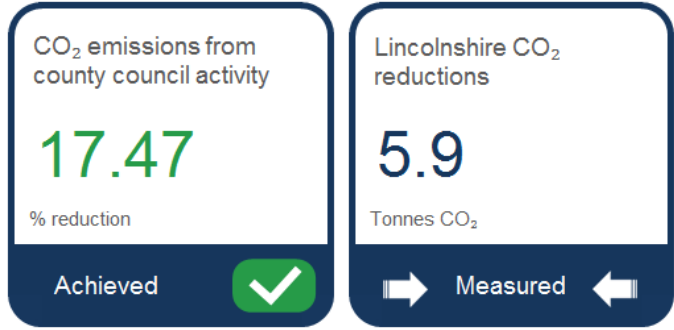 CO₂ emissions from
county council activity
17.47
% reduction
Achieved
Lincolnshire CO₂
reductions
5.9
Tonnes CO₂
Measured